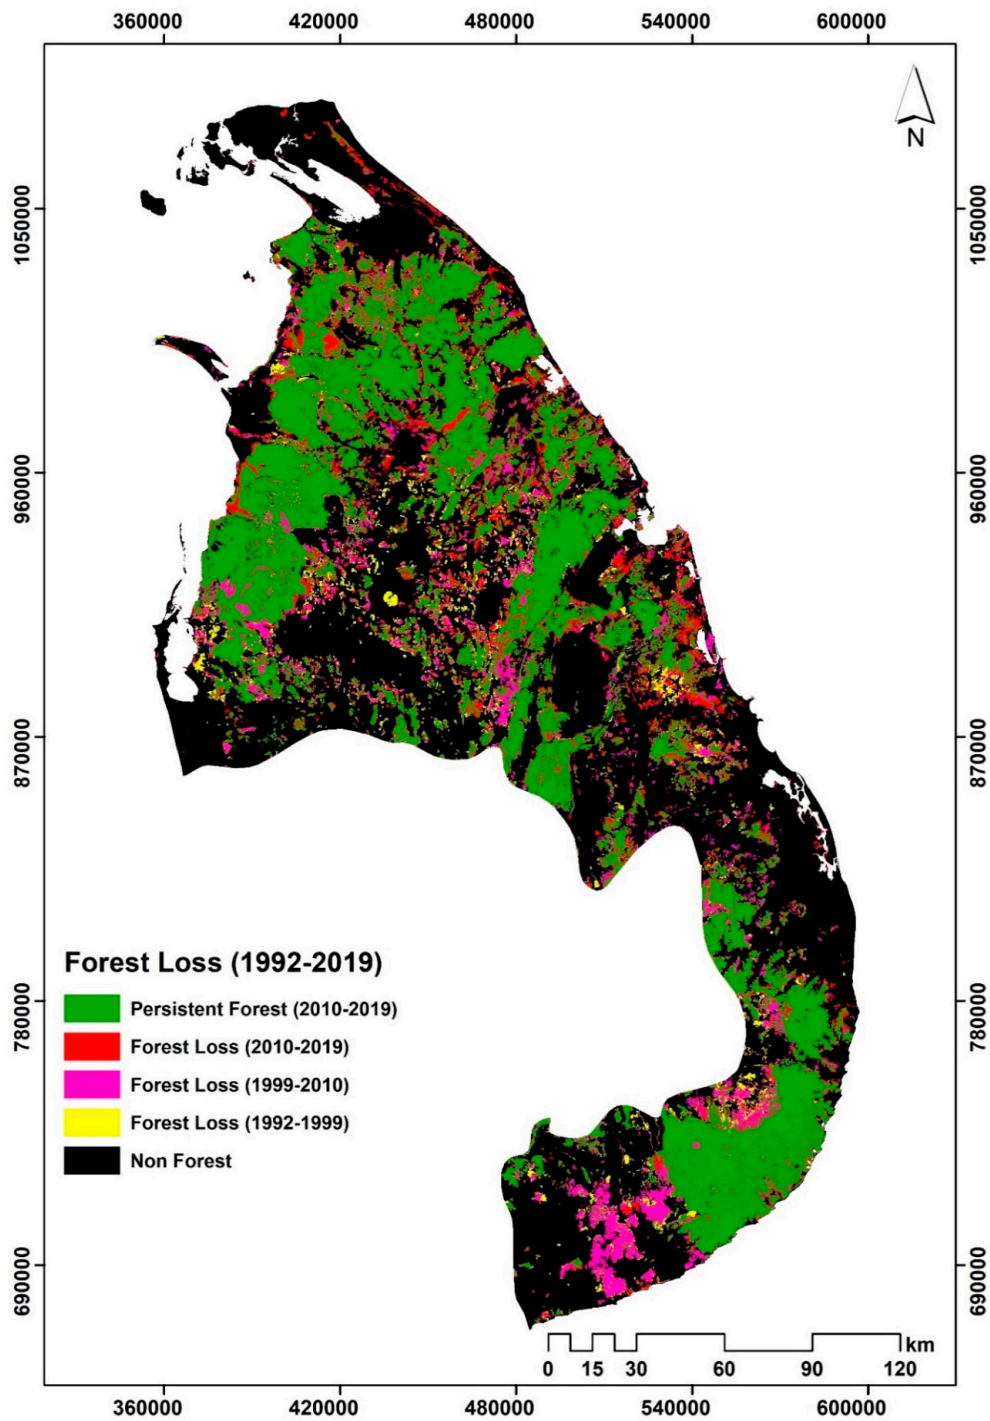 360000 420000 480000 540000 600000
N
1050000 1050000
960000 960000
870000 870000
Forest Loss (1992-2019)
Persistent Forest (2010-2019)
780000 780000
Forest Loss (2010-2019)
Forest Loss (1999-2010)
Forest Loss (1992-1999)
Non Forest
690000 690000
km
0 15 30 60 90 120
360000 420000 480000 540000 600000